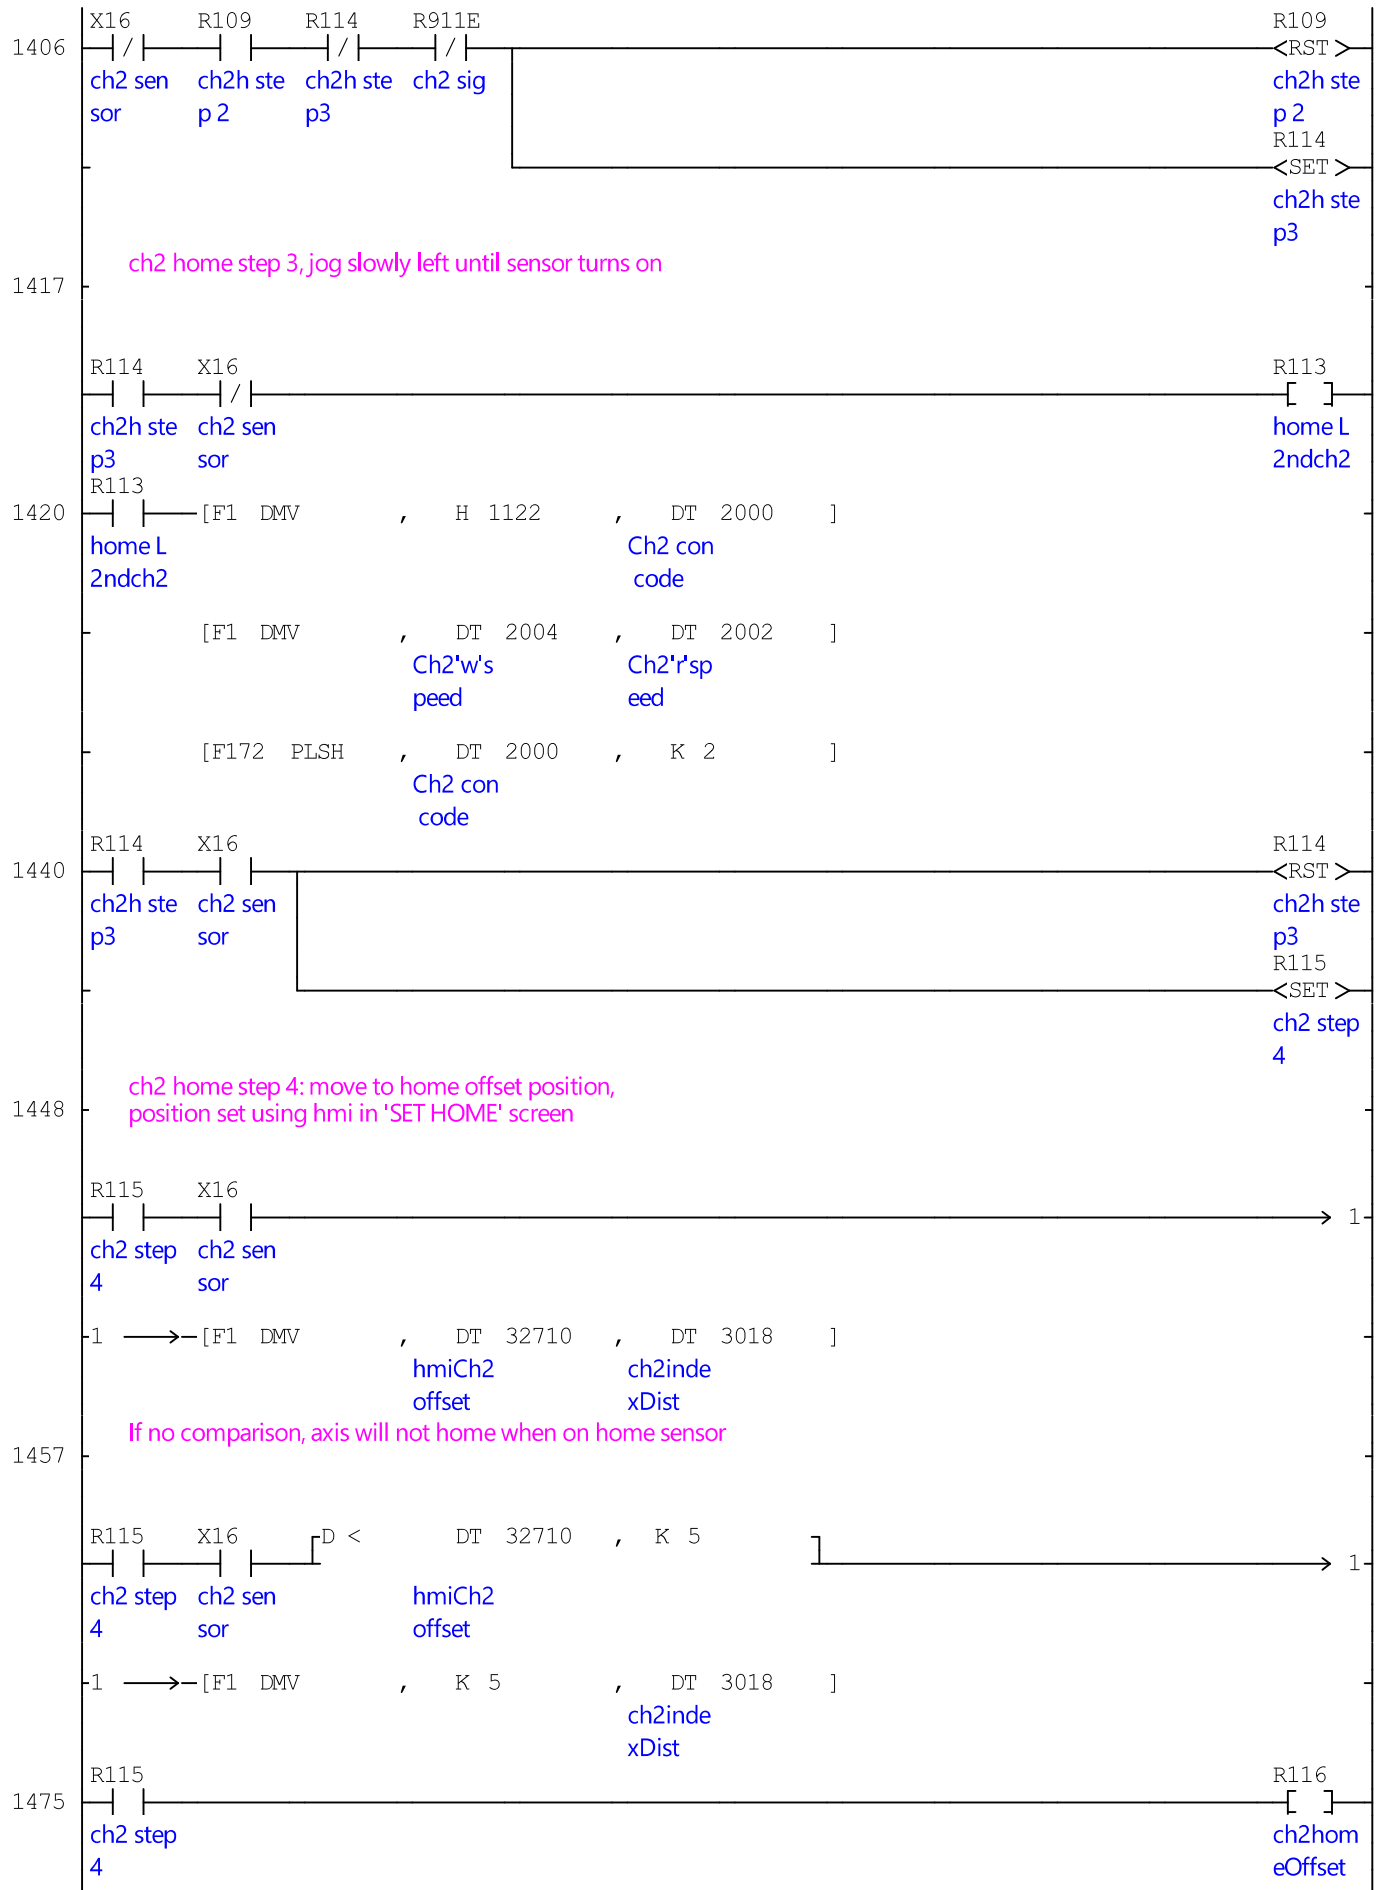 X16 R109 R114 R911E R109
1406 / / / <RST>
ch2 sen ch2h ste ch2h ste ch2 sig ch2h ste
sor p 2 p3 p 2
R114
<SET>
ch2h ste
p3
ch2 home step 3, jog slowly left until sensor turns on
1417
R114 X16 R113
/ [ ]
ch2h ste ch2 sen home L
p3 sor 2ndch2
R113
1420 [F1 DMV , H 1122 , DT 2000 ]
home L Ch2 con
2ndch2 code
[F1 DMV , DT 2004 , DT 2002 ]
Ch2'w's Ch2'r'sp
peed eed
[F172 PLSH , DT 2000 , K 2 ]
Ch2 con
code
R114 X16 R114
1440 <RST>
ch2h ste ch2 sen ch2h ste
p3 sor p3
R115
<SET>
ch2 step
4
ch2 home step 4: move to home offset position,
1448 position set using hmi in 'SET HOME' screen
R115 X16
1
ch2 step ch2 sen
4 sor
1 [F1 DMV , DT 32710 , DT 3018 ]
hmiCh2 ch2inde
offset xDist
If no comparison, axis will not home when on home sensor
1457
R115 X16 D < DT 32710 , K 5
1
ch2 step ch2 sen hmiCh2
4 sor offset
1 [F1 DMV , K 5 , DT 3018 ]
ch2inde
xDist
R115 R116
1475 [ ]
ch2 step ch2hom
4 eOffset